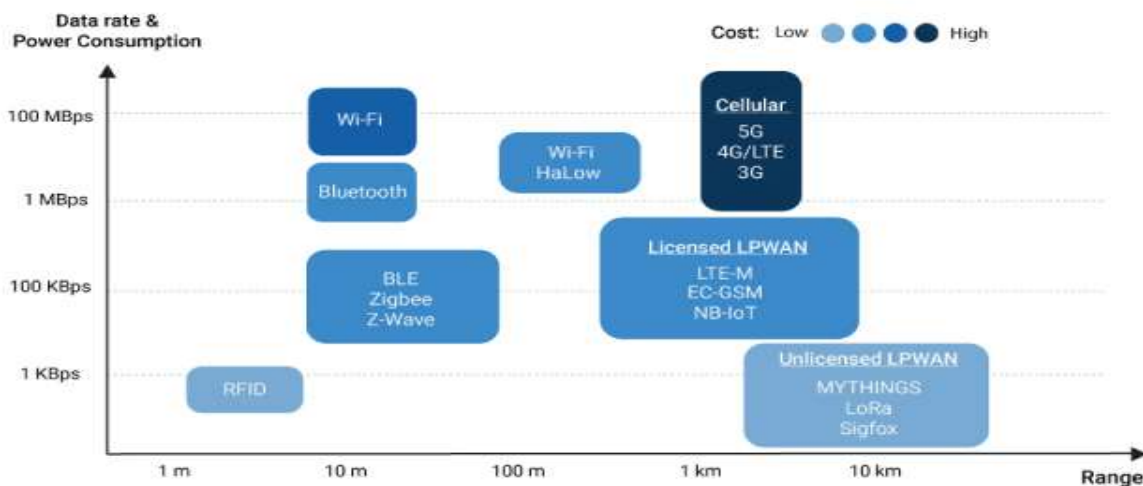 Data rate &
Power Consumption
Cost: Low High
100 MBps
1 MBps
100 KBps
1 KBps
Wi-Fi
Bluetooth
Wi-Fi
HaLow
Cellular
5G
4G/LTE
3G
BLE
Zigbee
Z-Wave
Licensed LPWAN
LTE-M
EC-GSM
NB-IoT
RFID
Unlicensed LPWAN
MYTHINGS
LoRa
Sigfox
1 m 10 m 100 m 1 km 10 km
Range